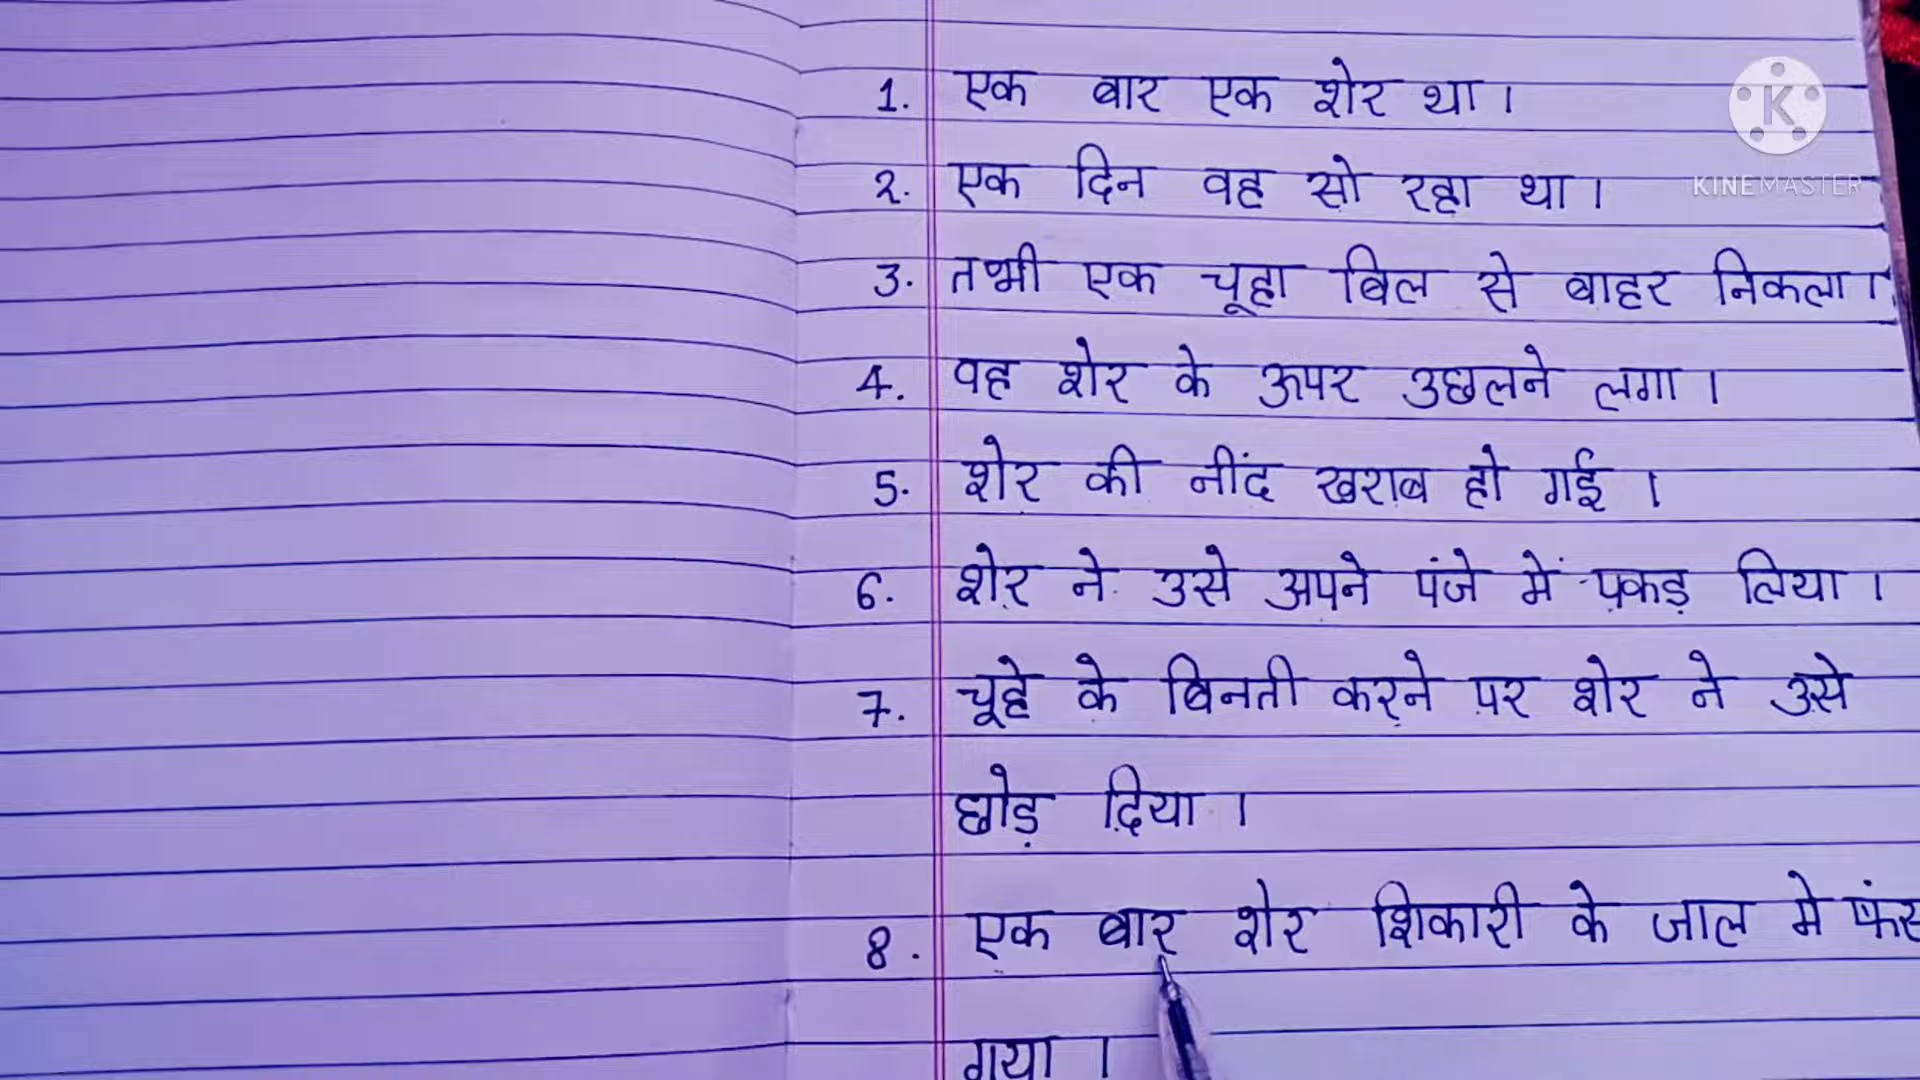 1. एक बार एक शेर था।
KINEMASTER
2. एक दिन वह सो रहा था।
3. तभी एक चूहा बिल से बाहर निकला।
4. वह शेर के ऊपर उछलने लगा।
5. शेर की नींद खराब हो गई।
6. शेर ने उसे अपने पंजे में पकड़ लिया।
7. चूहे के बिनती करने पर शेर ने उसे
छोड़ दिया।
8. एक बार शेर शिकारी के जाल मे फंस
गया।